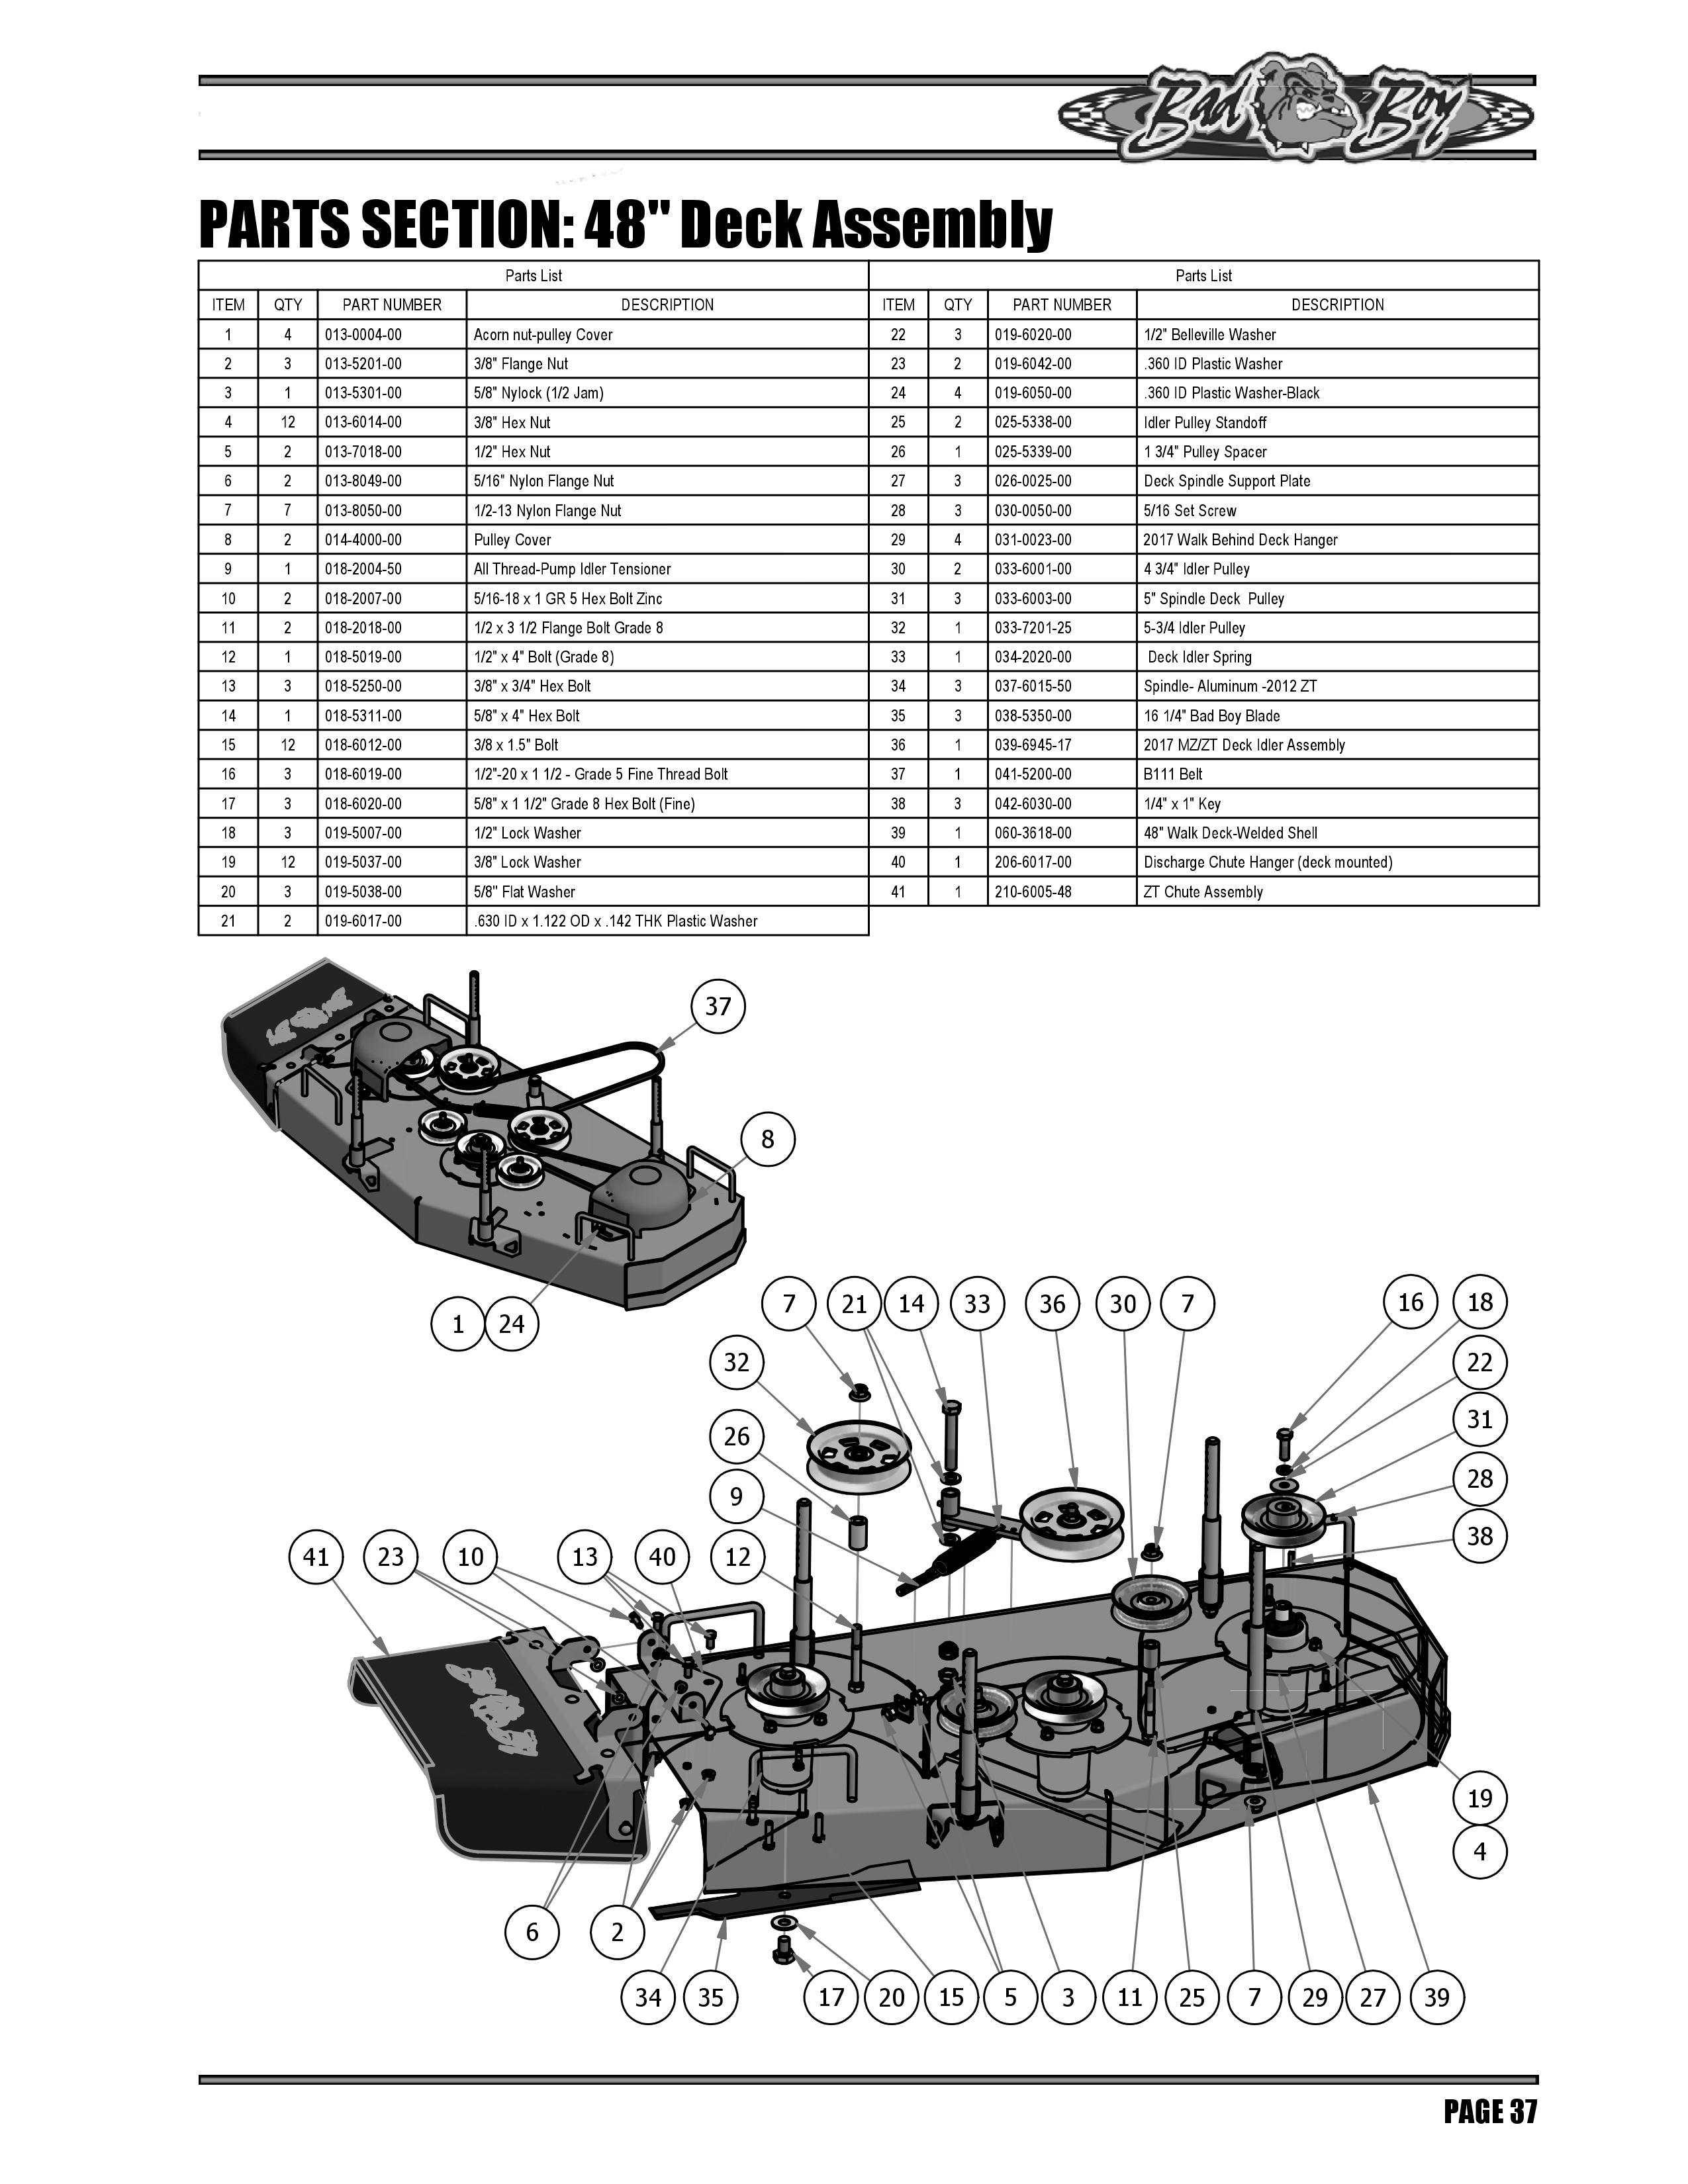 Bad Boy
PARTS SECTION: 48" Deck Assembly
Parts List
ITEM QTY PART NUMBER DESCRIPTION
1 4 013-0004-00 Acorn nut-pulley Cover
2 3 013-5201-00 3/8" Flange Nut
3 1 013-5301-00 5/8" Nylock (1/2 Jam)
4 12 013-6014-00 3/8" Hex Nut
5 2 013-7018-00 1/2" Hex Nut
6 2 013-8049-00 5/16" Nylon Flange Nut
7 7 013-8050-00 1/2-13 Nylon Flange Nut
8 2 014-4000-00 Pulley Cover
9 1 018-2004-50 All Thread-Pump Idler Tensioner
10 2 018-2007-00 5/16-18 x 1 GR 5 Hex Bolt Zinc
11 2 018-2018-00 1/2 x 3 1/2 Flange Bolt Grade 8
12 1 018-5019-00 1/2" x 4" Bolt (Grade 8)
13 3 018-5250-00 3/8" x 3/4" Hex Bolt
14 1 018-5311-00 5/8" x 4" Hex Bolt
15 12 018-6012-00 3/8 x 1.5" Bolt
16 3 018-6019-00 1/2"-20 x 1 1/2 - Grade 5 Fine Thread Bolt
17 3 018-6020-00 5/8" x 1 1/2" Grade 8 Hex Bolt (Fine)
18 3 019-5007-00 1/2" Lock Washer
19 12 019-5037-00 3/8" Lock Washer
20 3 019-5038-00 5/8" Flat Washer
21 2 019-6017-00 .630 ID x 1.122 OD x .142 THK Plastic Washer
Parts List
ITEM QTY PART NUMBER DESCRIPTION
22 3 019-6020-00 1/2" Belleville Washer
23 2 019-6042-00 .360 ID Plastic Washer
24 4 019-6050-00 .360 ID Plastic Washer-Black
25 2 025-5338-00 Idler Pulley Standoff
26 1 025-5339-00 1 3/4" Pulley Spacer
27 3 026-0025-00 Deck Spindle Support Plate
28 3 030-0050-00 5/16 Set Screw
29 4 031-0023-00 2017 Walk Behind Deck Hanger
30 2 033-6001-00 4 3/4" Idler Pulley
31 3 033-6003-00 5" Spindle Deck Pulley
32 1 033-7201-25 5-3/4 Idler Pulley
33 1 034-2020-00 Deck Idler Spring
34 3 037-6015-50 Spindle- Aluminum -2012 ZT
35 3 038-5350-00 16 1/4" Bad Boy Blade
36 1 039-6945-17 2017 MZ/ZT Deck Idler Assembly
37 1 041-5200-00 B111 Belt
38 3 042-6030-00 1/4" x 1" Key
39 1 060-3618-00 48" Walk Deck-Welded Shell
40 1 206-6017-00 Discharge Chute Hanger (deck mounted)
41 1 210-6005-48 ZT Chute Assembly
37
8
1 24
7 21 14 33 36 30 7 16 18
32 22
26 31
9 28
41 23 10 13 40 12 38
19
4
6 2
34 35 17 20 15 5 3 11 25 7 29 27 39
PAGE 37